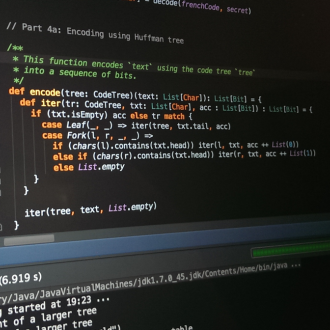 = decode(frenchCode, secret)
// Part 4a: Encoding using Huffman tree
/**
* This function encodes `text` using the code tree `tree`
* into a sequence of bits.
*/
def encode(tree: CodeTree)(text: List[Char]): List[Bit] = {
def iter(tr: CodeTree, txt: List[Char], acc : List[Bit]) : List[Bit] = {
if (txt.isEmpty) acc else tr match {
case Leaf(_, _) => iter(tree, txt.tail, acc)
case Fork(l, r, _, _) =>
if (chars(l).contains(txt.head)) iter(l, txt, acc ++ List(0))
else if (chars(r).contains(txt.head)) iter(r, txt, acc ++ List(1))
else List.empty
}
}
iter(tree, text, List.empty)
}
(6.919 s)
ry/Java/JavaVirtualMachines/jdk1.7.0_45.jdk/Contents/Home/bin/java ...
g started at 19:23 ...
nt of a larger tree
a larger tree